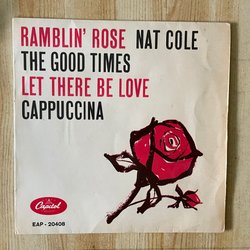 RAMBLIN' ROSE NAT COLE
THE GOOD TIMES
LET THERE BE LOVE
CAPPUCCINA
Capitol
EAP - 20408